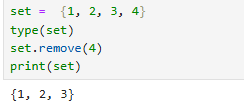 set =  {1, 2, 3, 4}
type(set)
set.remove(4)
print(set)
{1, 2, 3}